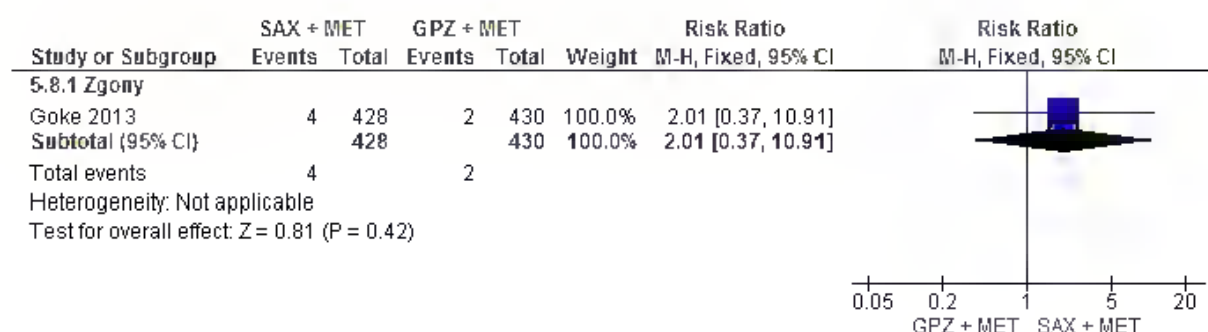 SAX + MET GPZ + MET Risk Ratio Risk Ratio
Study or Subgroup Events Total Events Total Weight M-H, Fixed, 95% CI M-H, Fixed, 95% CI
5.8.1 Zgony
Goke 2013 4 428 2 430 100.0% 2.01 [0.37, 10.91]
Subtotal (95% CI) 428 430 100.0% 2.01 [0.37, 10.91]
Total events 4 2
Heterogeneity: Not applicable
Test for overall effect: Z = 0.81 (P = 0.42)
0.05 0.2 1 5 20
GPZ + MET SAX + MET